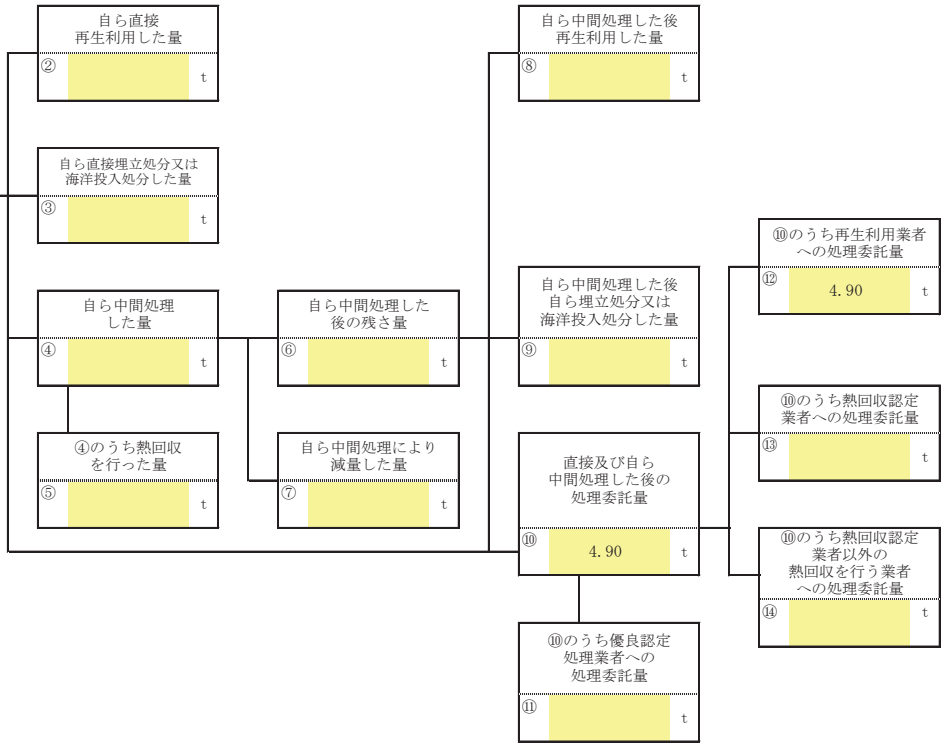 自ら直接
再生利用した量
②
t
自ら直接埋立処分又は
海洋投入処分した量
③
t
自ら中間処理
した量
④
t
④のうち熱回収
を行った量
⑤
t
自ら中間処理した
後の残さ量
⑥
t
自ら中間処理により
減量した量
⑦
t
自ら中間処理した後
再生利用した量
⑧
t
自ら中間処理した後
自ら埋立処分又は
海洋投入処分した量
⑨
t
直接及び自ら
中間処理した後の
処理委託量
⑩ 4.90 t
⑩のうち優良認定
処理業者への
処理委託量
⑪
t
⑩のうち再生利用業者
への処理委託量
⑫ 4.90 t
⑩のうち熱回収認定
業者への処理委託量
⑬
t
⑩のうち熱回収認定
業者以外の
熱回収を行う業者
への処理委託量
⑭
t